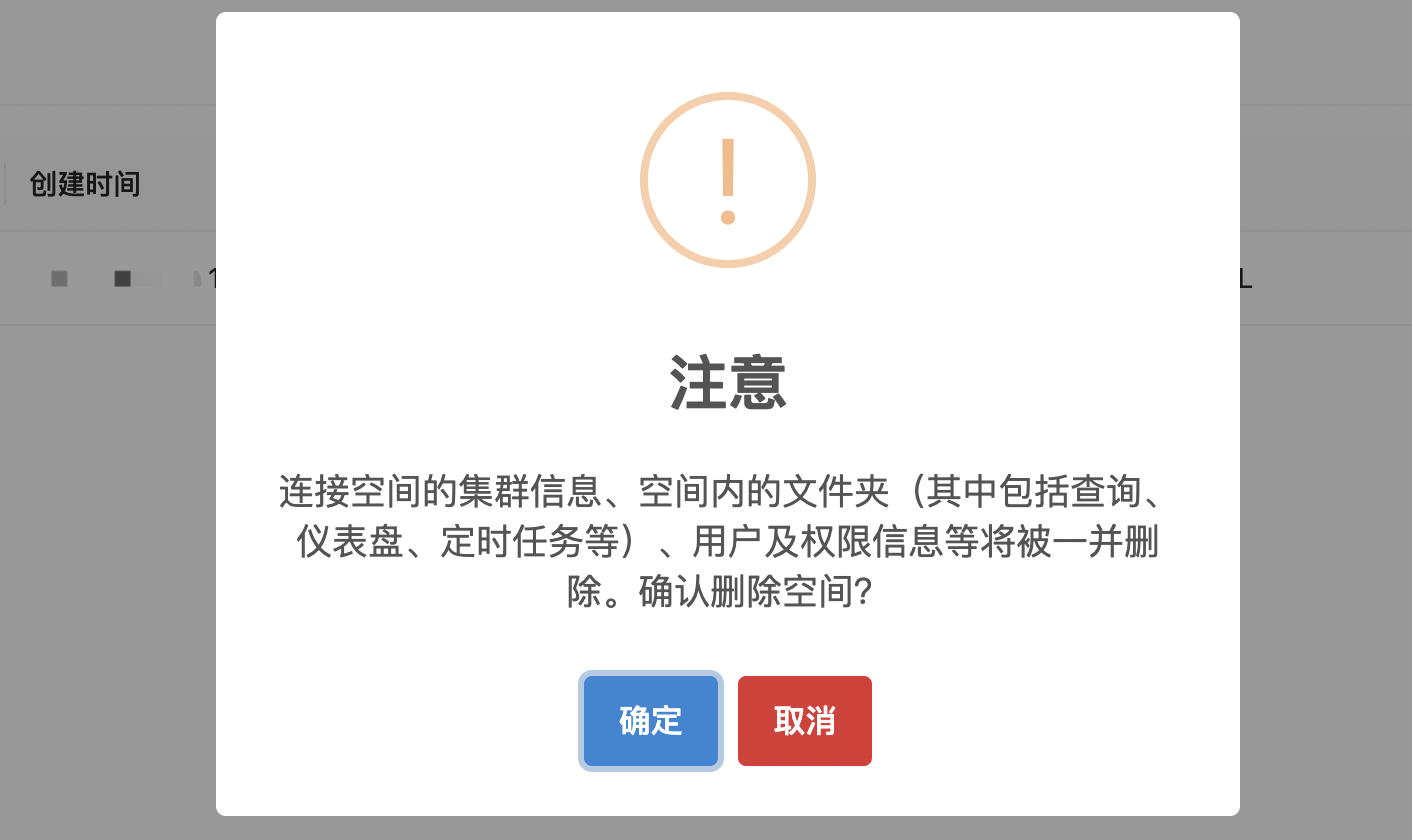 创建时间
注意
连接空间的集群信息、空间内的文件夹（其中包括查询、
仪表盘、定时任务等）、用户及权限信息等将被一并删
除。确认删除空间？
确定
取消